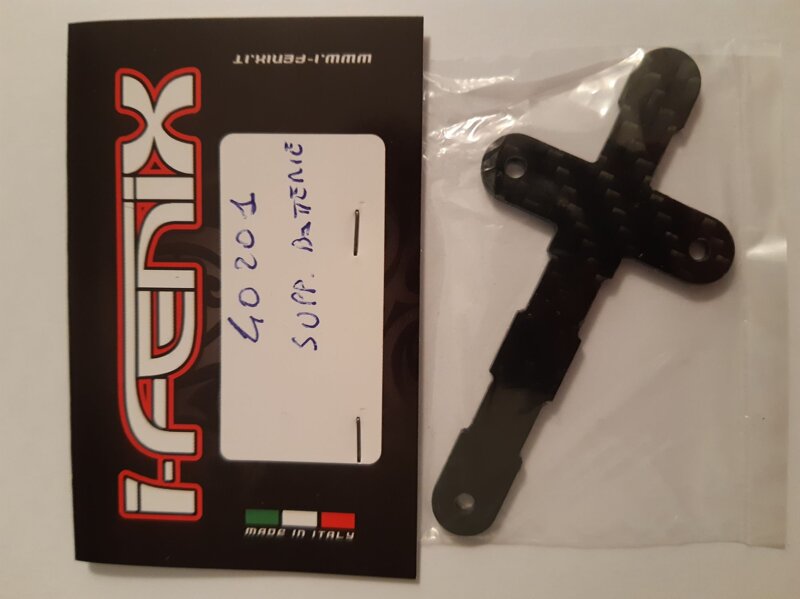 www.i-fenix.it
i-fenix
40201
SUPP. BATTERIE
MADE IN ITALY